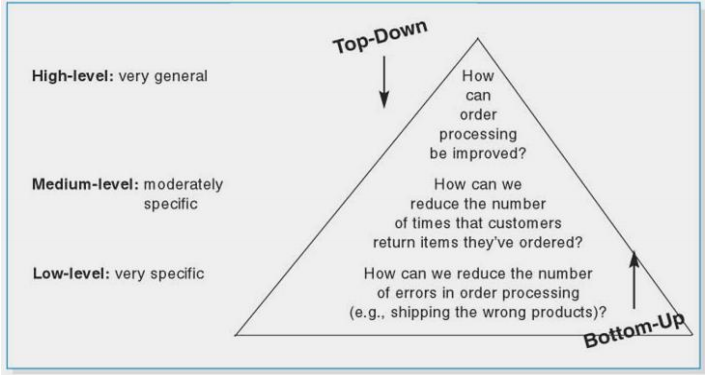 Top-Down
High-level: very general
How
can
order
processing
be improved?
Medium-level: moderately
specific
How can we
reduce the number
of times that customers
return items they've ordered?
Low-level: very specific
How can we reduce the number
of errors in order processing
(e.g., shipping the wrong products)?
Bottom-Up